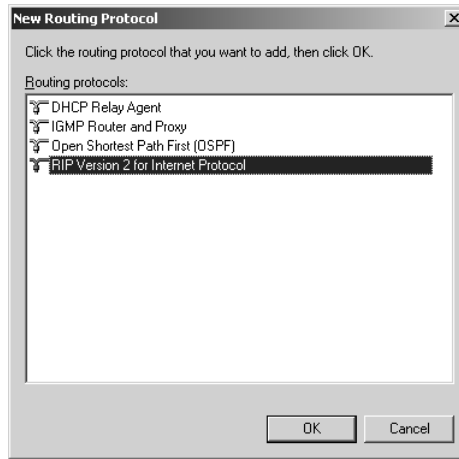 New Routing Protocol
Click the routing protocol that you want to add, then click OK.
Routing protocols:
DHCP Relay Agent
IGMP Router and Proxy
Open Shortest Path First (OSPF)
RIP Version 2 for Internet Protocol
OK Cancel